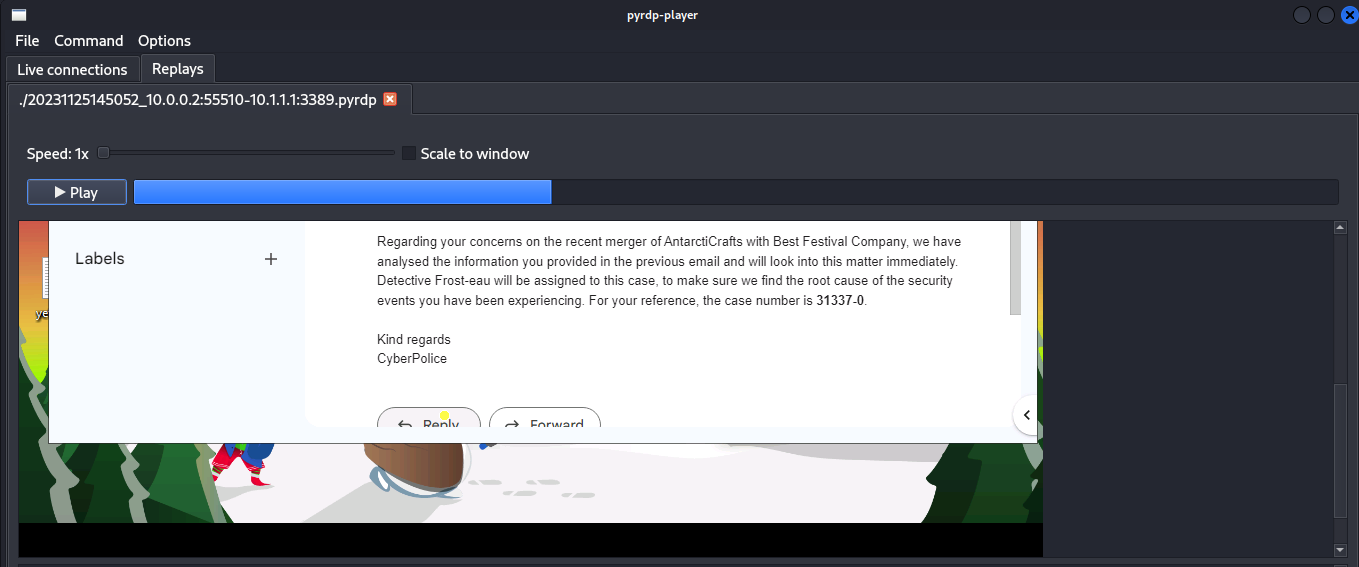 pyrdp-player
File Command Options
Live connections Replays
./20231125145052_10.0.0.2:55510-10.1.1.1:3389.pyrdp
Speed: 1x Scale to window
Play
Labels
Regarding your concerns on the recent merger of AntarctiCrafts with Best Festival Company, we have
analysed the information you provided in the previous email and will look into this matter immediately.
Detective Frost-eau will be assigned to this case, to make sure we find the root cause of the security
events you have been experiencing. For your reference, the case number is 31337-0.
ye
Kind regards
CyberPolice
Reply Forward